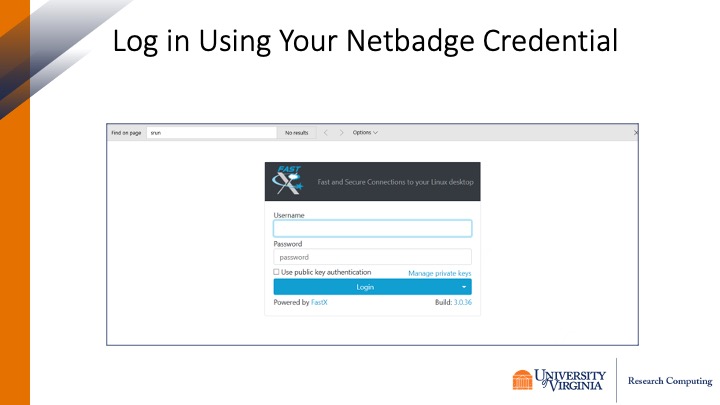 Log in Using Your Netbadge Credential
Find on page srun No results Options
FAST
X
Fast and Secure Connections to your Linux desktop
Username
Password
password
Use public key authentication Manage private keys
Login
Powered by FastX Build: 3.0.36
UNIVERSITY
of VIRGINIA
Research Computing